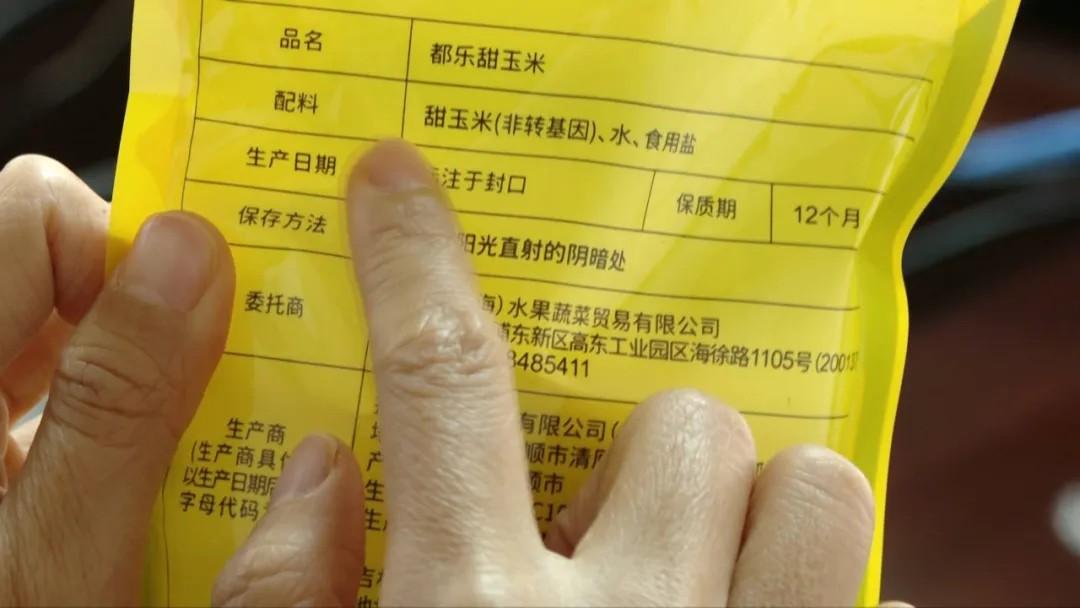 品名
都乐甜玉米
配料
甜玉米(非转基因)、水、食用盐
生产日期
注于封口
保质期
12个月
保存方法
阳光直射的阴暗处
委托商
海）水果蔬菜贸易有限公司
浦东新区高东工业园区海徐路1105号(20013
8485411
生产商
(生产商具
以生产日期
字母代码
有限公司(
顺市清
顺市